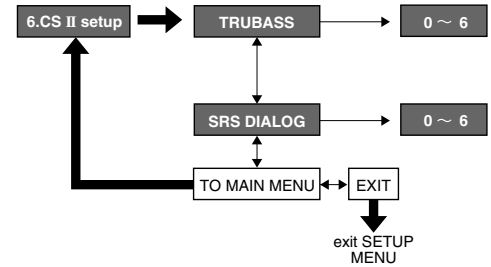 6.CS II setup
TRUBASS
0 ～ 6
SRS DIALOG
0 ～ 6
TO MAIN MENU
EXIT
exit SETUP
MENU